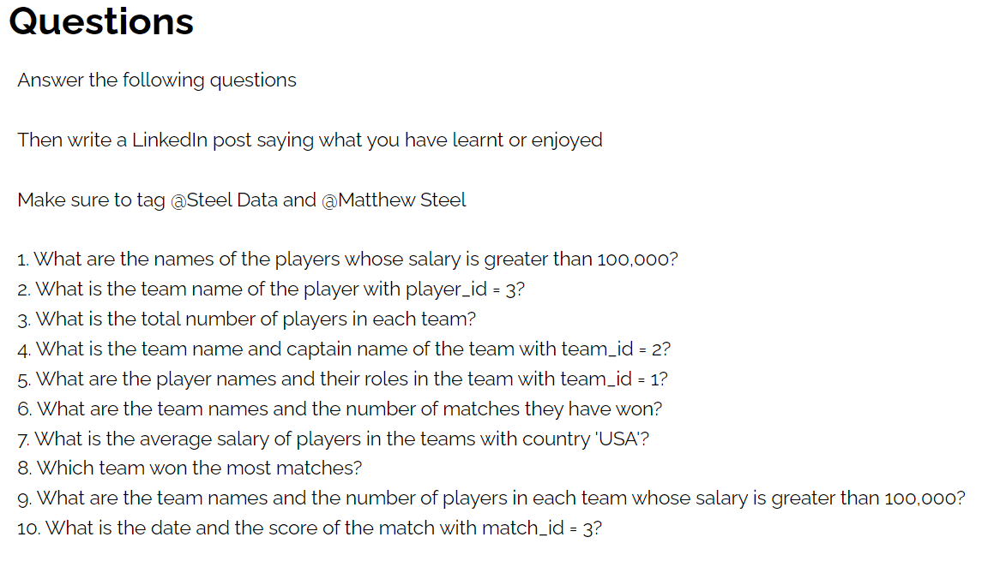 Questions
Answer the following questions
Then write a LinkedIn post saying what you have learnt or enjoyed
Make sure to tag @Steel Data and @Matthew Steel
1. What are the names of the players whose salary is greater than 100,000?
2. What is the team name of the player with player_id = 3?
3. What is the total number of players in each team?
4. What is the team name and captain name of the team with team_id = 2?
5. What are the player names and their roles in the team with team_id = 1?
6. What are the team names and the number of matches they have won?
7. What is the average salary of players in the teams with country 'USA'?
8. Which team won the most matches?
9. What are the team names and the number of players in each team whose salary is greater than 100,000?
10. What is the date and the score of the match with match_id = 3?